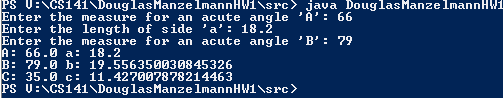 PS V:\CS141\DouglasManzelmannHW1\src> java DouglasManzelmannHW
Enter the measure for an acute angle 'A': 66
Enter the length of side 'a': 18.2
Enter the measure for an acute angle 'B': 79
A: 66.0 a: 18.2
B: 79.0 b: 19.556350030845326
C: 35.0 c: 11.427007878214463
PS V:\CS141\DouglasManzelmannHW1\src>